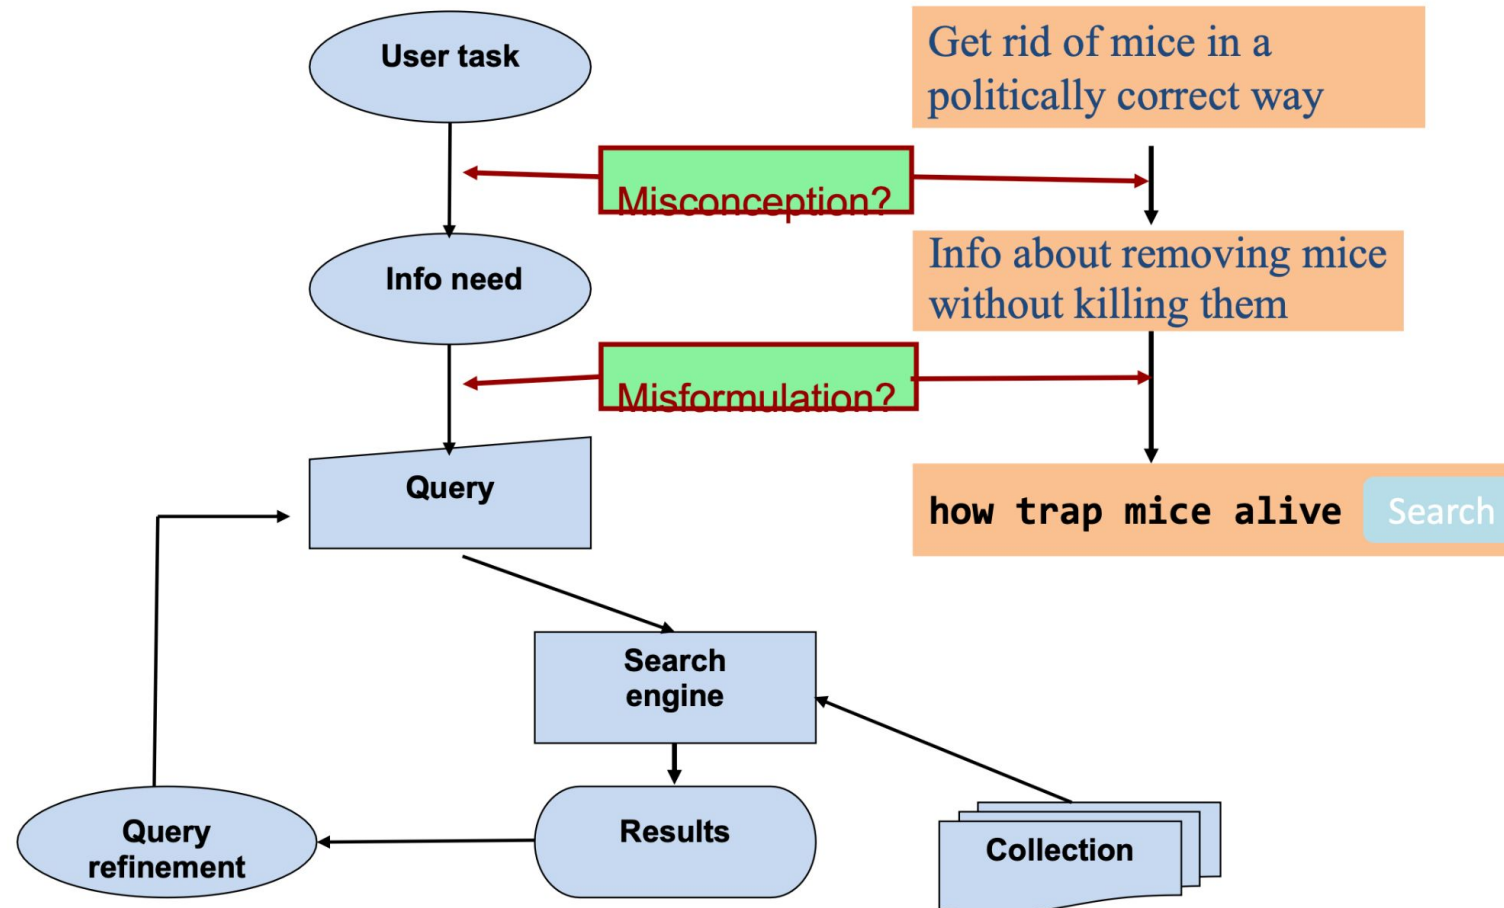 User task
Get rid of mice in a
politically correct way
Misconception?
Info need
Info about removing mice
without killing them
Misformulation?
Query
how trap mice alive
Search
Search
engine
Query
refinement
Results
Collection